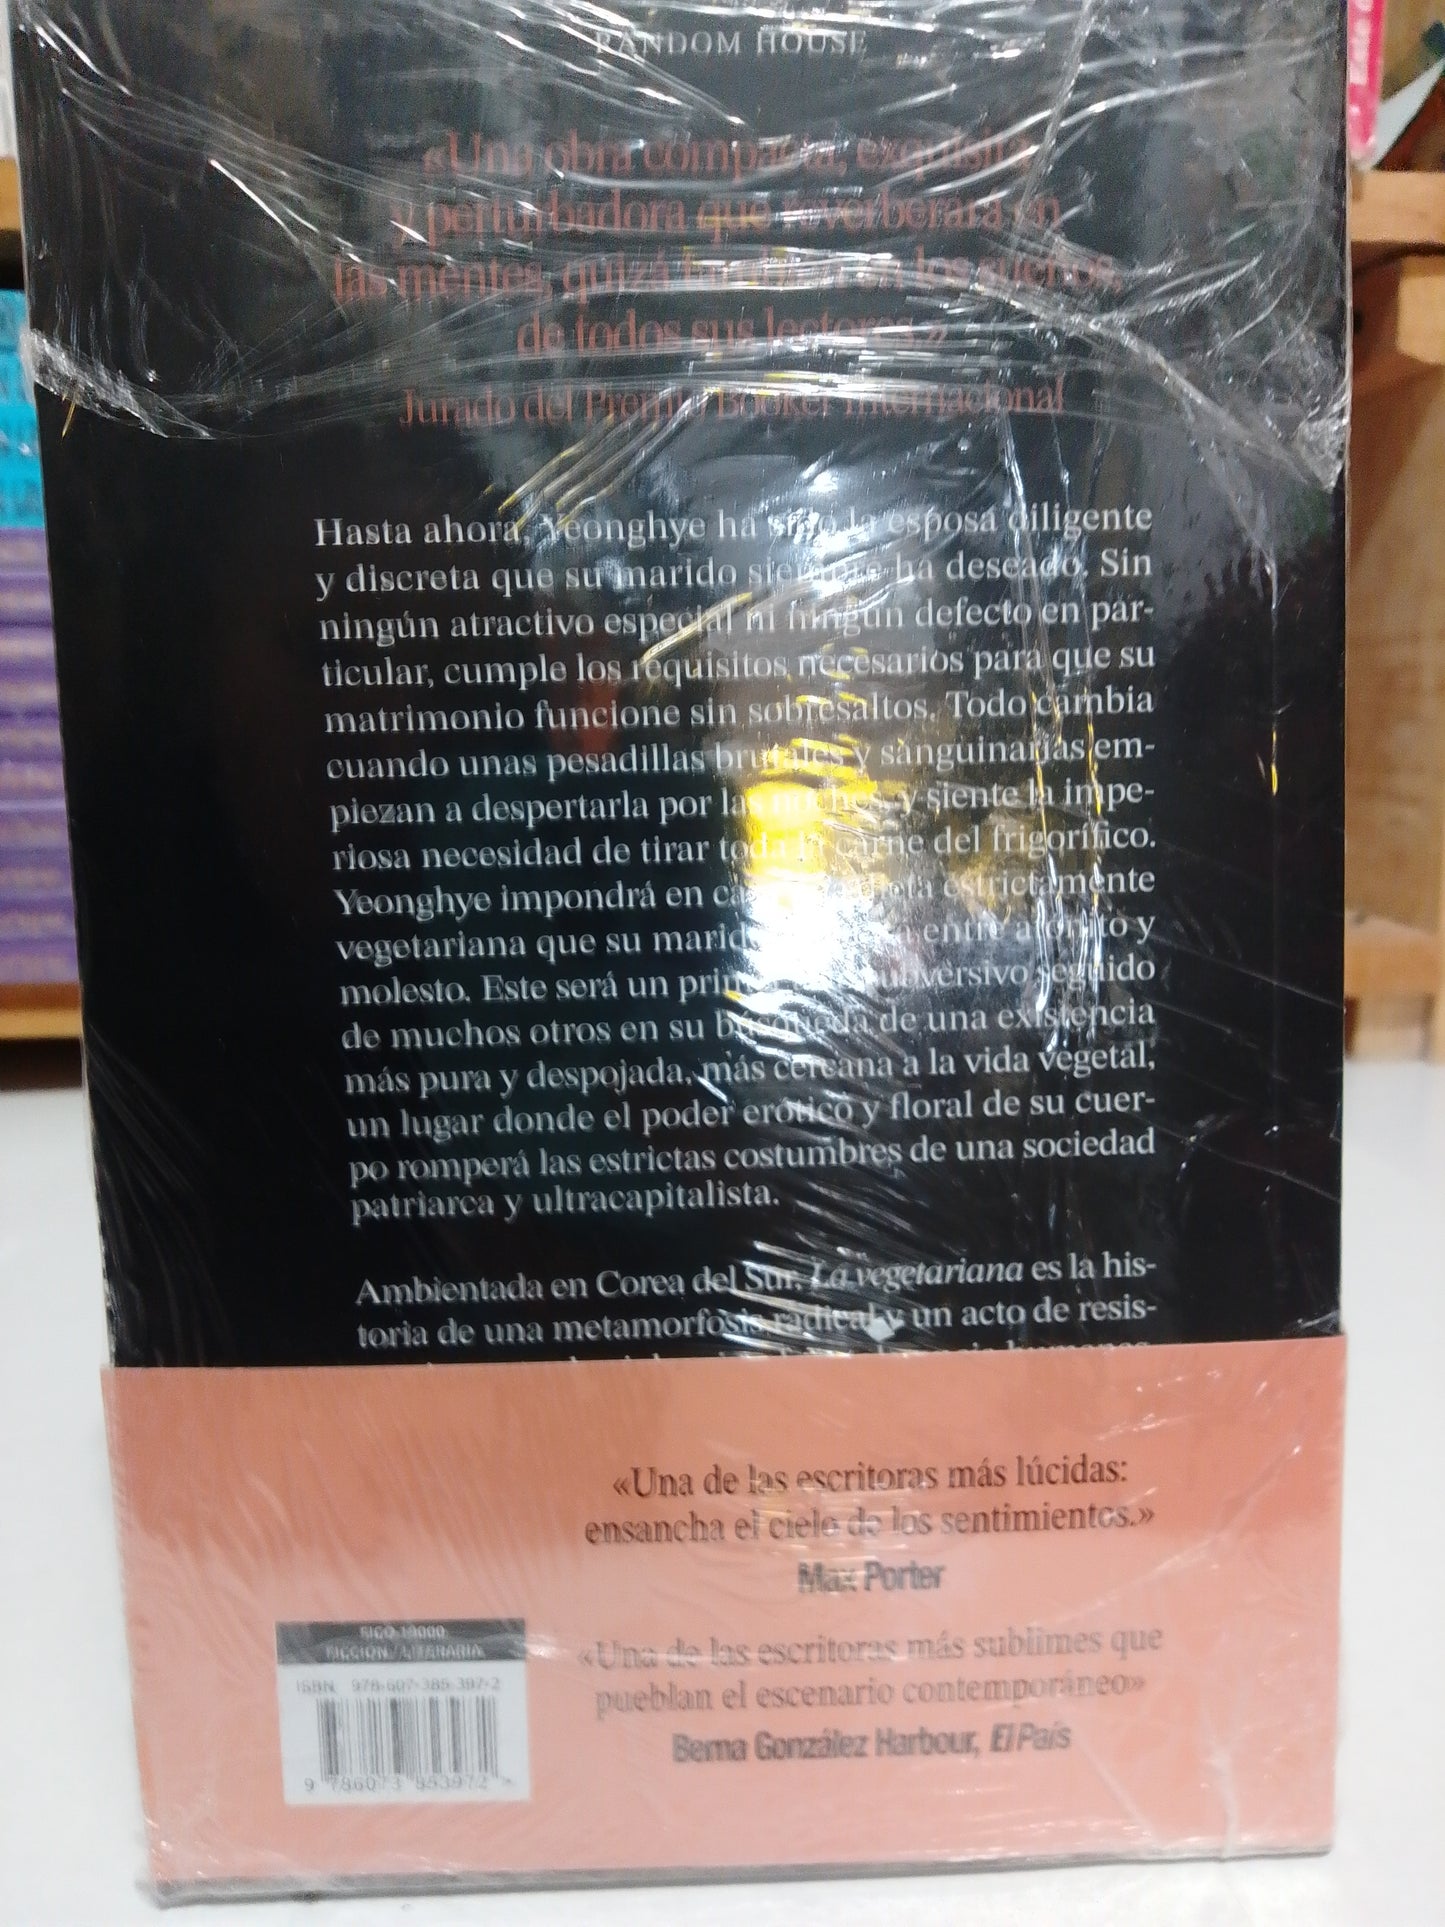 RANDOM HOUSE
«Una obra compacta, exquisita
y perturbadora que reverberará en
las mentes, quizá en los sueños,
de todos sus lectores.»
Jurado del Premio Booker Internacional
Hasta ahora, Yeonghye ha sido la esposa diligente
y discreta que su marido siempre ha deseado. Sin
ningún atractivo especial ni ningún defecto en par-
ticular, cumple los requisitos necesarios para que su
matrimonio funcione sin sobresaltos. Todo cambia
cuando unas pesadillas brutales y sanguinarias em-
piezan a despertarla por las noches, y siente la impe-
riosa necesidad de tirar toda la carne del frigorífico.
Yeonghye impondrá en dieta estrictamente
vegetariana que su marido entre atónito y
molesto. Este será un subversivo seguido
de muchos otros en su búsqueda de una existencia
más pura y despojada, más cercana a la vida vegetal,
un lugar donde el poder erótico y floral de su cuer-
po romperá las estrictas costumbres de una sociedad
patriarca y ultracapitalista.
Ambientada en Corea del Sur, La vegetariana es la his-
toria de una metamorfosis radical y un acto de resis-
«Una de las escritoras más lúcidas:
ensancha el cielo de los sentimientos.»
Max Porter
«Una de las escritoras más sublimes que
pueblan el escenario contemporáneo»
Berna González Harbour, El País
SIGO 19000
FICCIÓN / LITERARIA
ISBN: 978-607-385-397-2
9 786073 853972 >